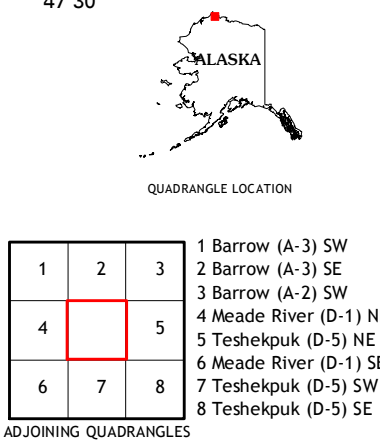 47'30"
ALASKA
QUADRANGLE LOCATION
1 2 3
4 5
6 7 8
1 Barrow (A-3) SW
2 Barrow (A-3) SE
3 Barrow (A-2) SW
4 Meade River (D-1) N
5 Teshekpuk (D-5) NE
6 Meade River (D-1) SE
7 Teshekpuk (D-5) SW
8 Teshekpuk (D-5) SE
ADJOINING QUADRANGLES